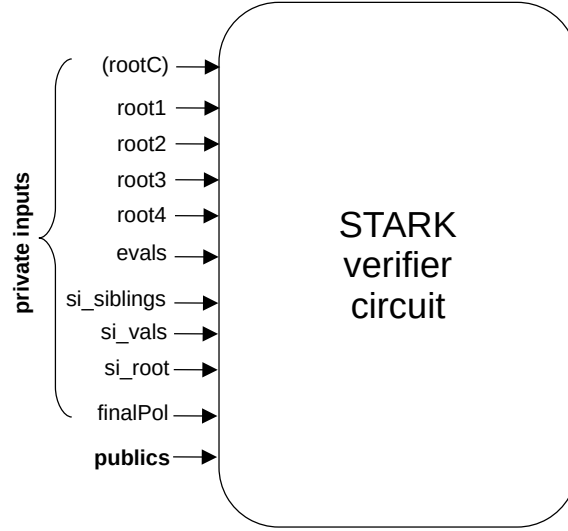 private inputs
(rootC)
root1
root2
root3
root4
evals
si_siblings
si_vals
si_root
finalPol
publics
STARK
verifier
circuit